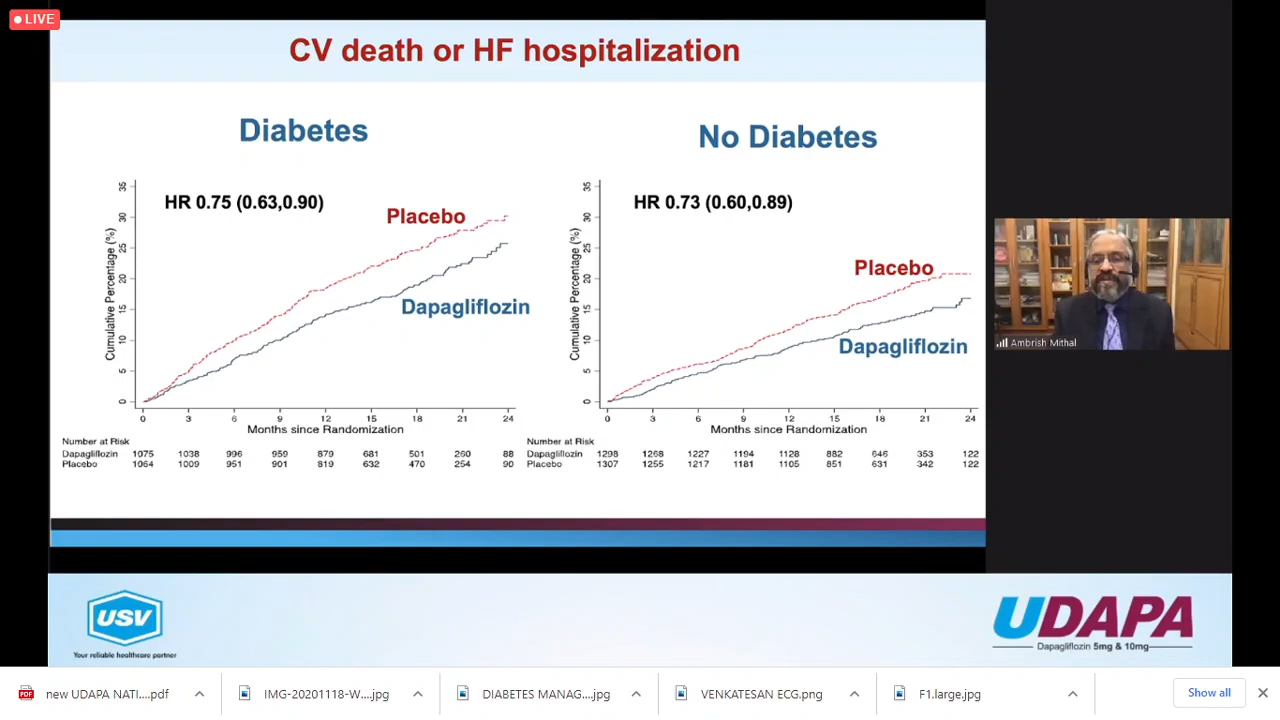 LIVE
CV death or HF hospitalization
Diabetes
HR 0.75 (0.63,0.90)
Placebo
Dapagliflozin
Cumulative Percentage (%)
35
30
25
20
15
10
5
0
0 3 6 9 12 15 18 21 24
Months since Randomization
Number at Risk
Dapagliflozin 1075 1038 996 959 879 681 501 260 88
Placebo 1064 1009 951 901 819 632 470 254 90
No Diabetes
HR 0.73 (0.60,0.89)
Placebo
Dapagliflozin
Cumulative Percentage (%)
35
30
25
20
15
10
5
0
0 3 6 9 12 15 18 21 24
Months since Randomization
Number at Risk
Dapagliflozin 1298 1268 1227 1194 1128 882 646 353 122
Placebo 1307 1255 1217 1181 1105 851 631 342 122
Ambrish Mithal
USV
Your reliable healthcare partner
UDAPA
Dapagliflozin 5mg & 10mg
PDF
new UDAPA NATI....pdf
IMG-20201118-W....jpg
DIABETES MANAG....jpg
VENKATESAN ECG.png
F1.large.jpg
Show all